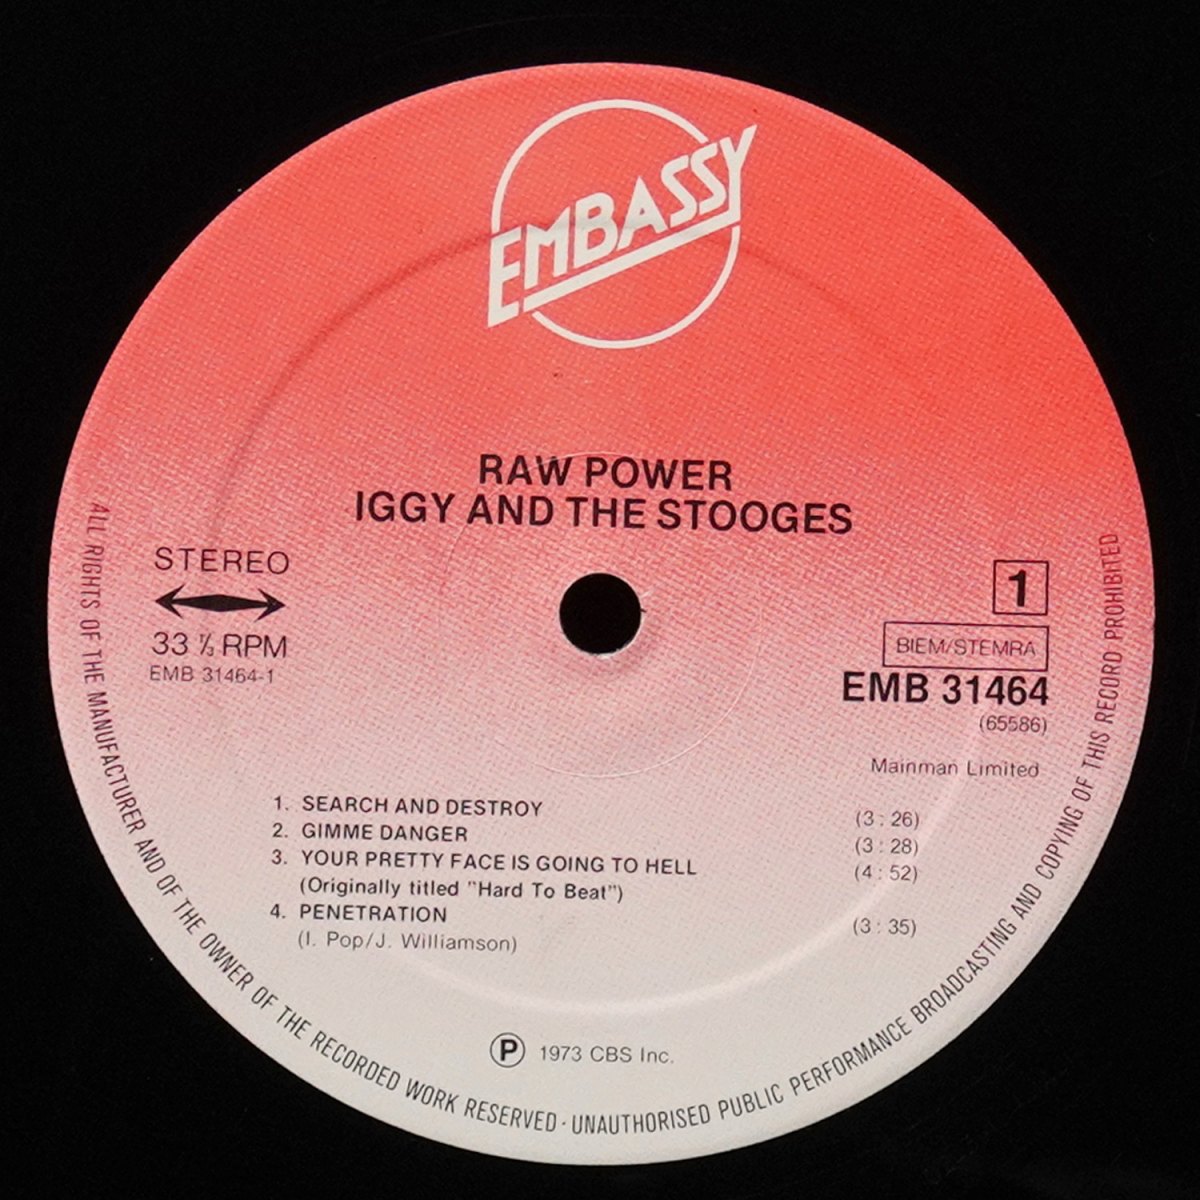 EMBASSY
RAW POWER
IGGY AND THE STOOGES
STEREO
33 ⅓ RPM
EMB 31464-1
1
BIEM/STEMRA
EMB 31464
(65586)
Mainman Limited
1. SEARCH AND DESTROY (3 : 26)
2. GIMME DANGER (3 : 28)
3. YOUR PRETTY FACE IS GOING TO HELL (4 : 52)
(Originally titled "Hard To Beat")
4. PENETRATION (3 : 35)
(I. Pop/J. Williamson)
Ⓟ 1973 CBS Inc.
ALL RIGHTS OF THE MANUFACTURER AND OF THE OWNER OF THE RECORDED WORK RESERVED · UNAUTHORISED PUBLIC PERFORMANCE BROADCASTING AND COPYING OF THIS RECORD PROHIBITED